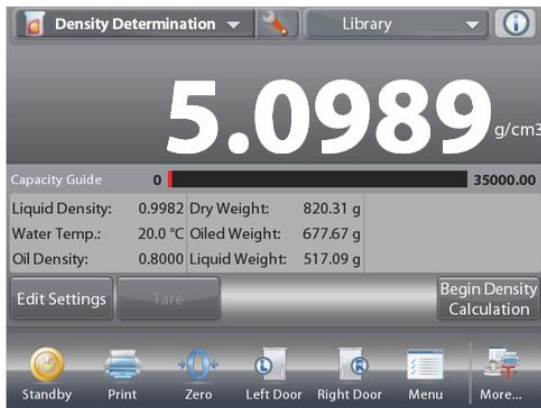 Density Determination
Library
5.0989 g/cm3
Capacity Guide 0 35000.00
Liquid Density: 0.9982 Dry Weight: 820.31 g
Water Temp.: 20.0 °C Oiled Weight: 677.67 g
Oil Density: 0.8000 Liquid Weight: 517.09 g
Edit Settings
Tare
Begin Density
Calculation
Standby
Print
Zero
Left Door
Right Door
Menu
More...